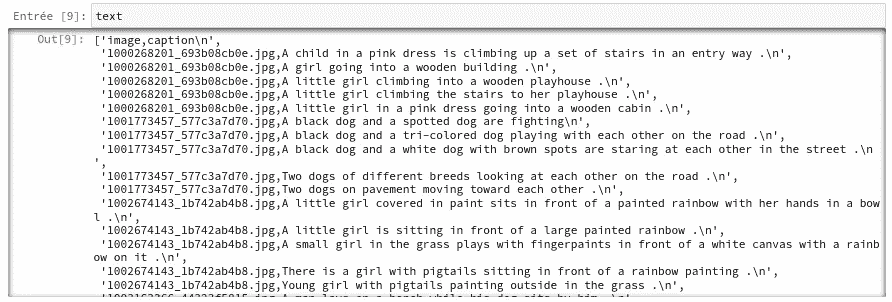 Entrée [9]: text
Out[9]: ['image,caption\n',
'1000268201_693b08cb0e.jpg,A child in a pink dress is climbing up a set of stairs in an entry way .\n',
'1000268201_693b08cb0e.jpg,A girl going into a wooden building .\n',
'1000268201_693b08cb0e.jpg,A little girl climbing into a wooden playhouse .\n',
'1000268201_693b08cb0e.jpg,A little girl climbing the stairs to her playhouse .\n',
'1000268201_693b08cb0e.jpg,A little girl in a pink dress going into a wooden cabin .\n',
'1001773457_577c3a7d70.jpg,A black dog and a spotted dog are fighting\n',
'1001773457_577c3a7d70.jpg,A black dog and a tri-colored dog playing with each other on the road .\n',
'1001773457_577c3a7d70.jpg,A black dog and a white dog with brown spots are staring at each other in the street .\n
',
'1001773457_577c3a7d70.jpg,Two dogs of different breeds looking at each other on the road .\n',
'1001773457_577c3a7d70.jpg,Two dogs on pavement moving toward each other .\n',
'1002674143_1b742ab4b8.jpg,A little girl covered in paint sits in front of a painted rainbow with her hands in a bow
l .\n',
'1002674143_1b742ab4b8.jpg,A little girl is sitting in front of a large painted rainbow .\n',
'1002674143_1b742ab4b8.jpg,A small girl in the grass plays with fingerpaints in front of a white canvas with a rainb
ow on it .\n',
'1002674143_1b742ab4b8.jpg,There is a girl with pigtails sitting in front of a rainbow painting .\n',
'1002674143_1b742ab4b8.jpg,Young girl with pigtails painting outside in the grass .\n',